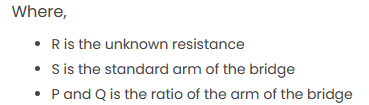 Where,
• R is the unknown resistance
• S is the standard arm of the bridge
• P and Q is the ratio of the arm of the bridge